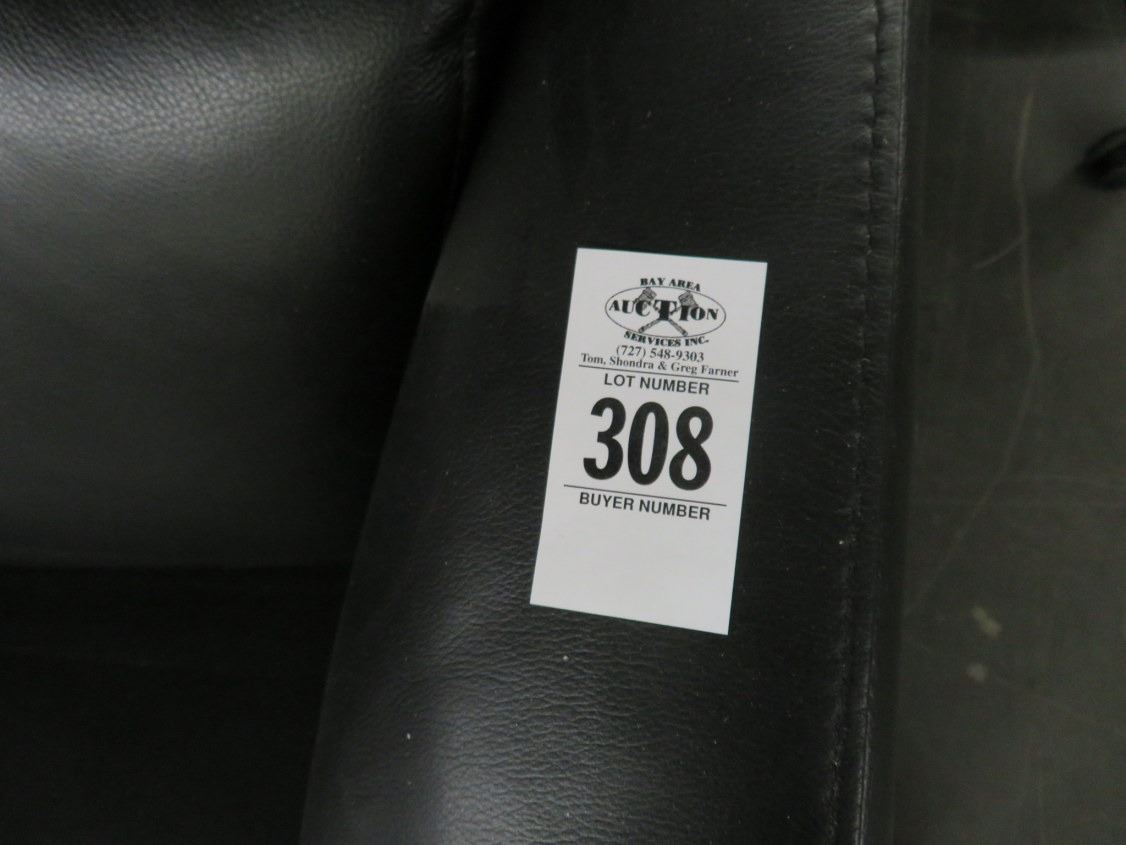 BAY AREA
AUCTION
SERVICES INC.
(727) 548-9303
Tom, Shondra & Greg Farner
LOT NUMBER
308
BUYER NUMBER